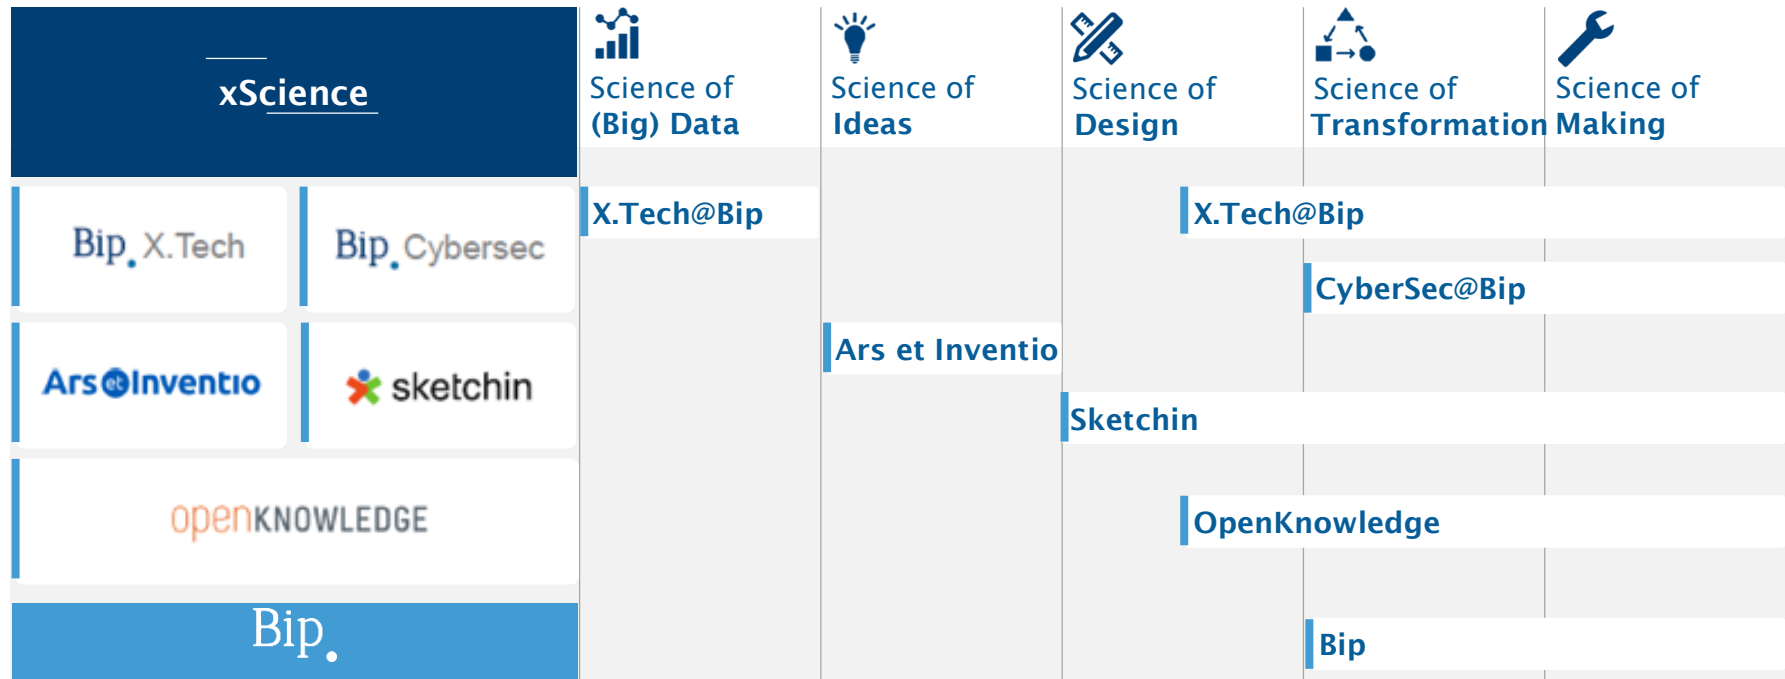 xScience
Science of
(Big) Data
Science of
Ideas
Science of
Design
Science of
Transformation
Science of
Making
Bip. X.Tech
Bip. Cybersec
X.Tech@Bip
X.Tech@Bip
CyberSec@Bip
Ars et Inventio
sketchin
Ars et Inventio
Sketchin
openKNOWLEDGE
OpenKnowledge
Bip.
Bip